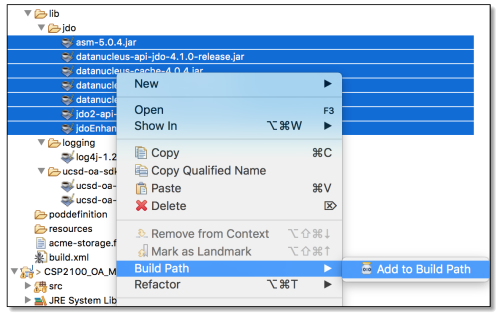 lib
jdo
asm-5.0.4.jar
datanucleus-api-jdo-4.1.0-release.jar
datanucleus-cache-4.0.4.jar
datanucleus
datanucleus
jdo2-api-
jdoEnhan
logging
log4j-1.2
ucsd-oa-sdk
ucsd-oa-
ucsd-oa-
poddefinition
resources
acme-storage.f
build.xml
> CSP2100_OA_M
src
JRE System Lib
New
Open F3
Show In ⌥⌘W
Copy ⌘C
Copy Qualified Name
Paste ⌘V
Delete ⌦
Remove from Context ⌥⇧⌘↓
Mark as Landmark ⌥⇧⌘↑
Build Path
Add to Build Path
Refactor ⌥⌘T